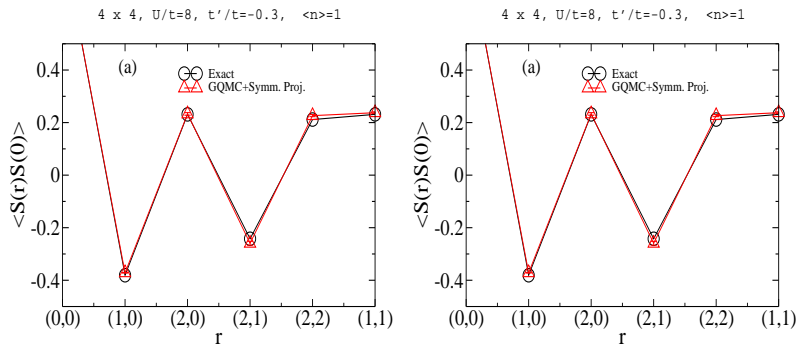 4 x 4, U/t=8, t'/t=-0.3, <n>=1
(a)
Exact
GQMC+Symm. Proj.
<S(r)S(0)>
0.4
0.2
0
-0.2
-0.4
(0,0) (1,0) (2,0) (2,1) (2,2) (1,1)
r
4 x 4, U/t=8, t'/t=-0.3, <n>=1
(a)
Exact
GQMC+Symm. Proj.
<S(r)S(0)>
0.4
0.2
0
-0.2
-0.4
(0,0) (1,0) (2,0) (2,1) (2,2) (1,1)
r